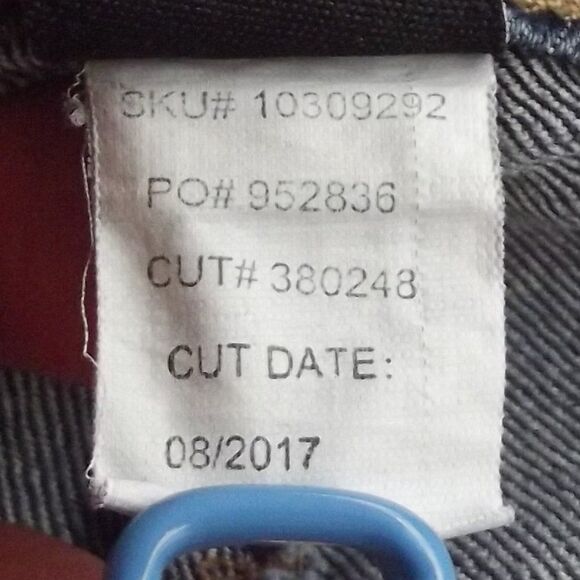 SKU# 10309292
PO# 952836
CUT# 380248
CUT DATE:
08/2017